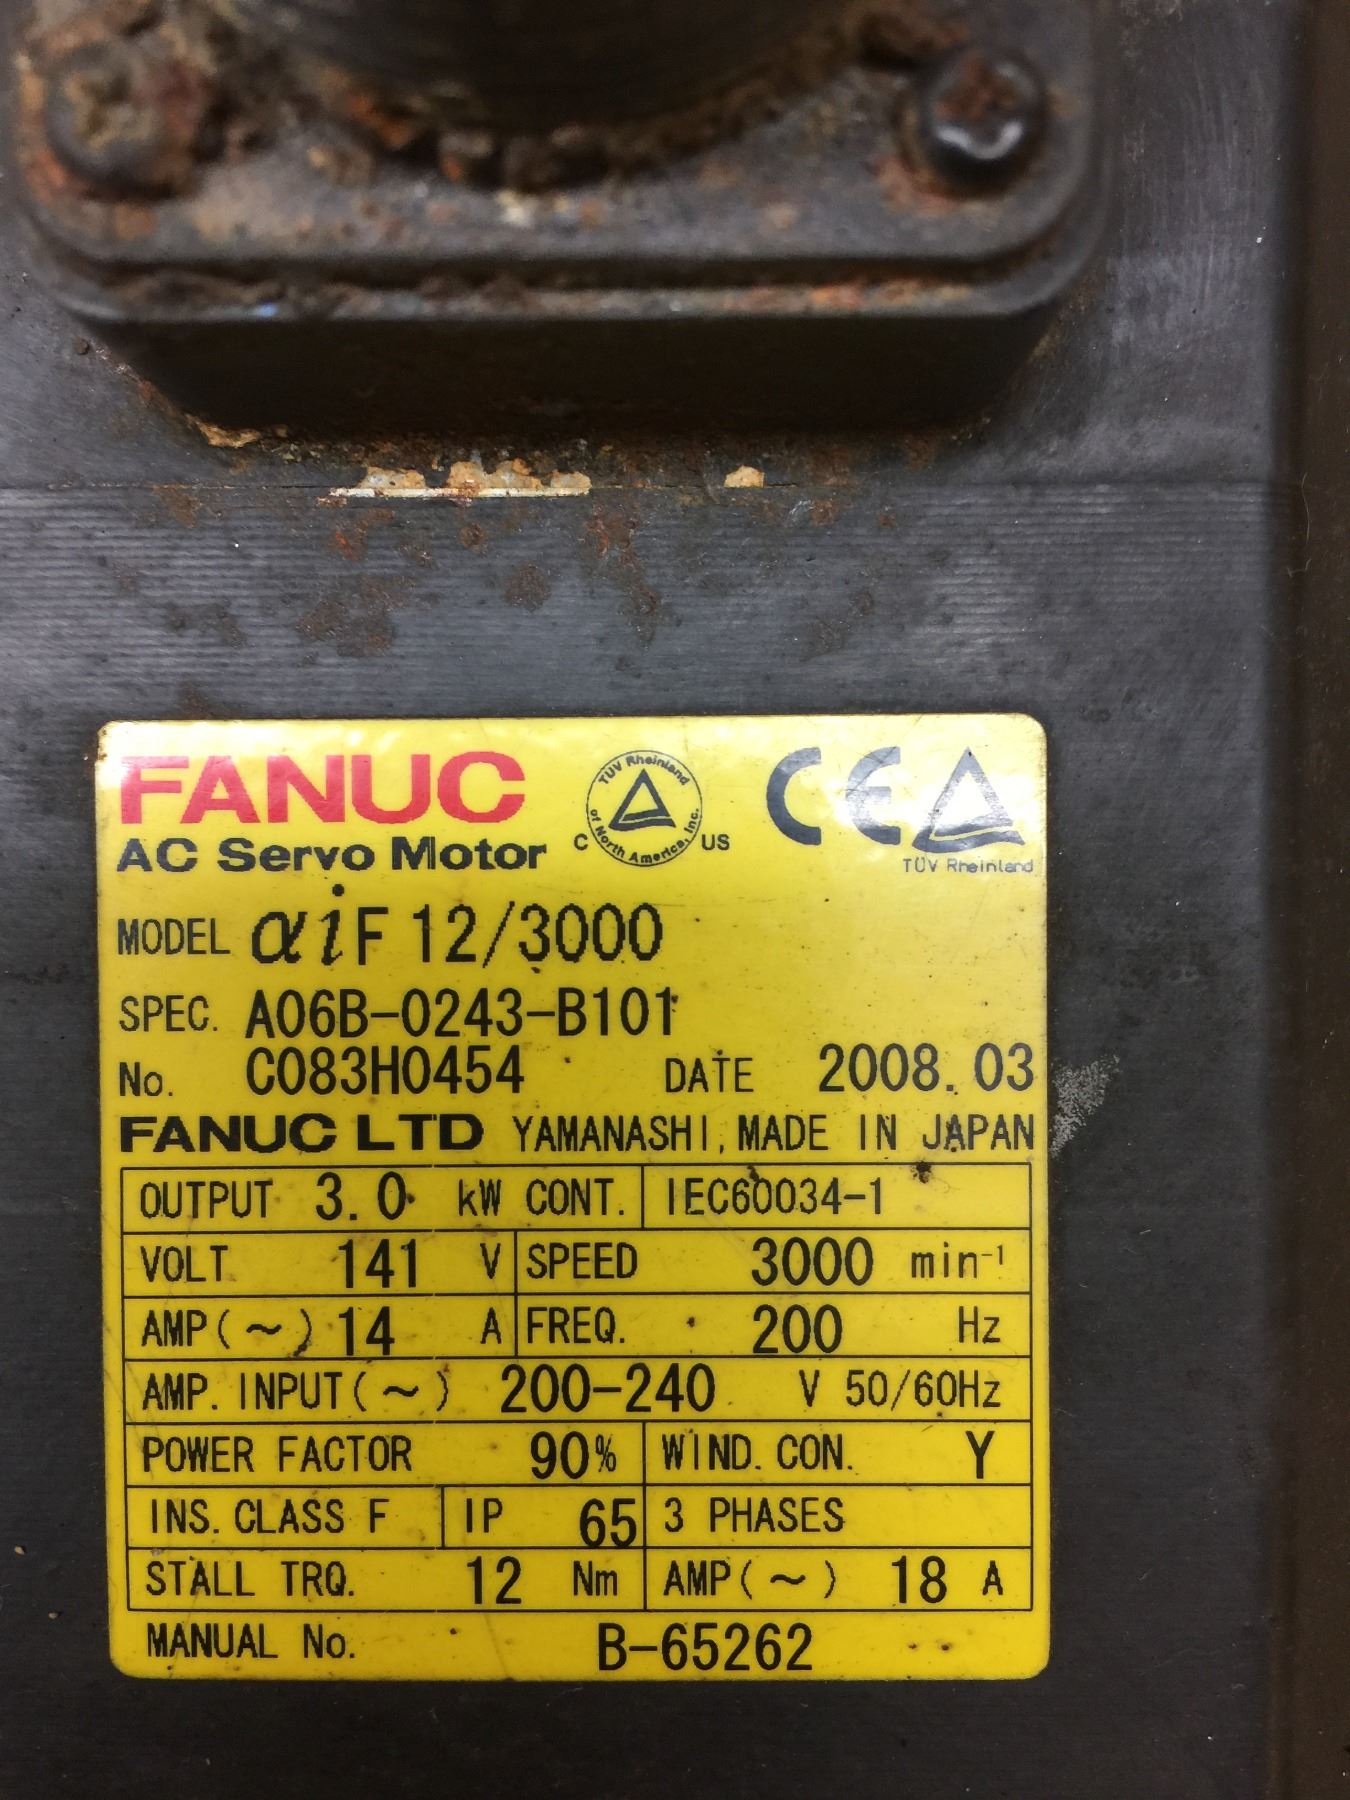 FANUC
TÜV Rheinland of North America, Inc.
C US
CE
TÜV Rheinland
AC Servo Motor
MODEL αiF 12/3000
SPEC. A06B-0243-B101
No. C083H0454 DATE 2008.03
FANUC LTD YAMANASHI, MADE IN JAPAN
OUTPUT 3.0 kW CONT. IEC60034-1
VOLT 141 V SPEED 3000 min⁻¹
AMP(～) 14 A FREQ. 200 Hz
AMP. INPUT(～) 200-240 V 50/60Hz
POWER FACTOR 90% WIND. CON. Y
INS. CLASS F IP 65 3 PHASES
STALL TRQ. 12 Nm AMP(～) 18 A
MANUAL No. B-65262